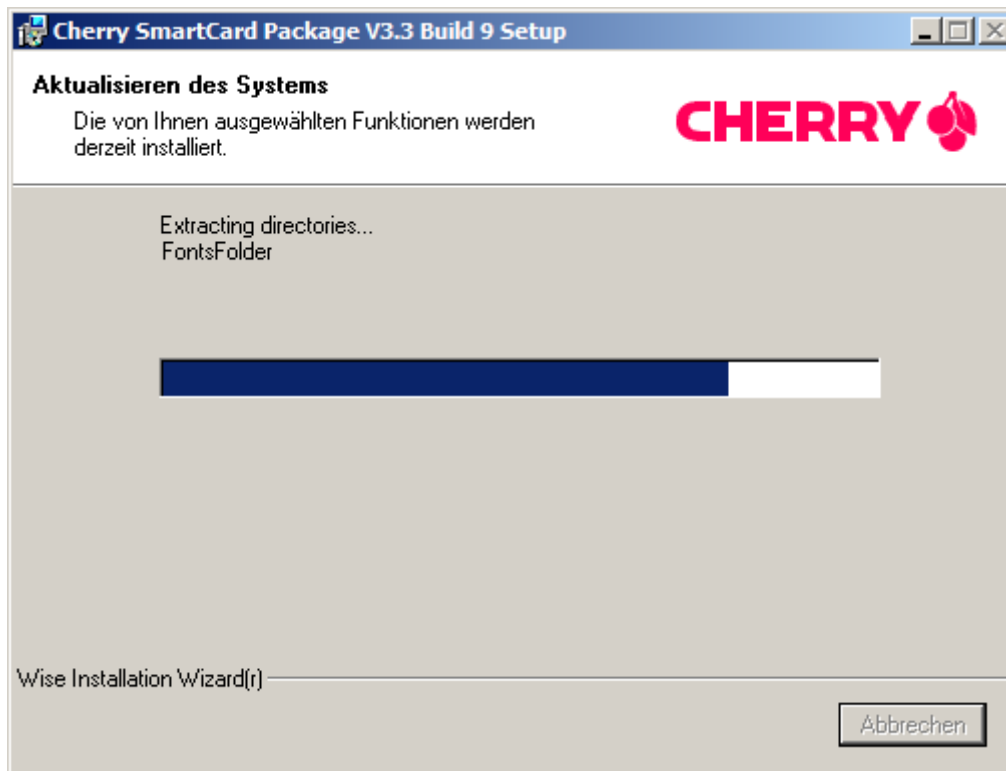 Cherry SmartCard Package V3.3 Build 9 Setup
Aktualisieren des Systems
Die von Ihnen ausgewählten Funktionen werden
derzeit installiert.
CHERRY
Extracting directories...
FontsFolder
Wise Installation Wizard(r)
Abbrechen